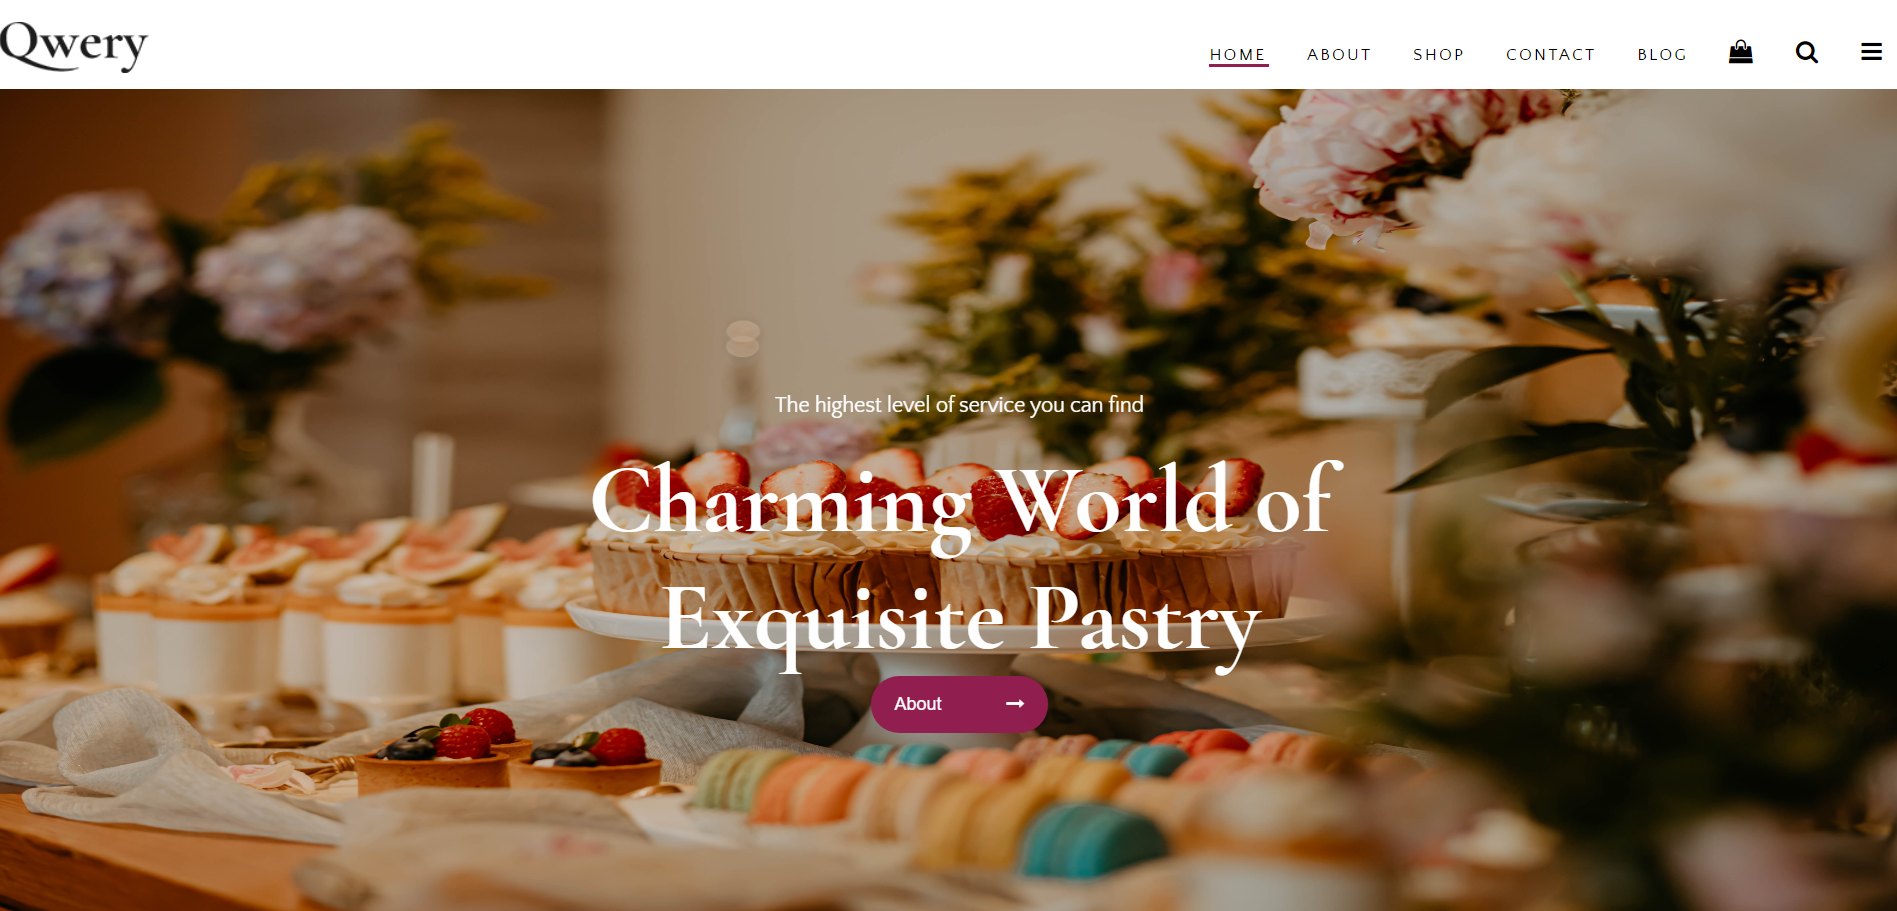 Qwery
HOME ABOUT SHOP CONTACT BLOG
The highest level of service you can find
Charming World of
Exquisite Pastry
About